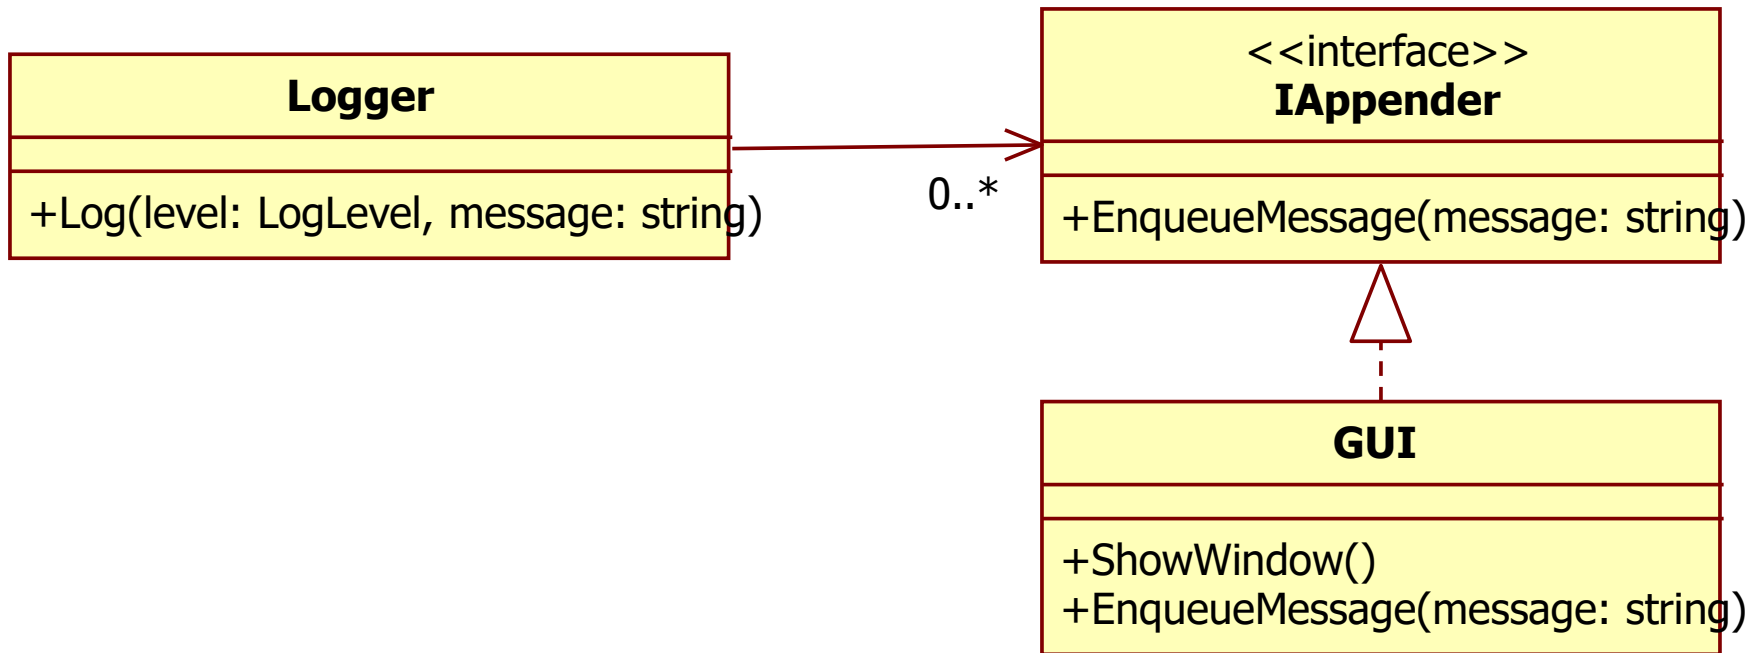 Logger
+Log(level: LogLevel, message: string)
0..*
<<interface>>
IAppender
+EnqueueMessage(message: string)
GUI
+ShowWindow()
+EnqueueMessage(message: string)